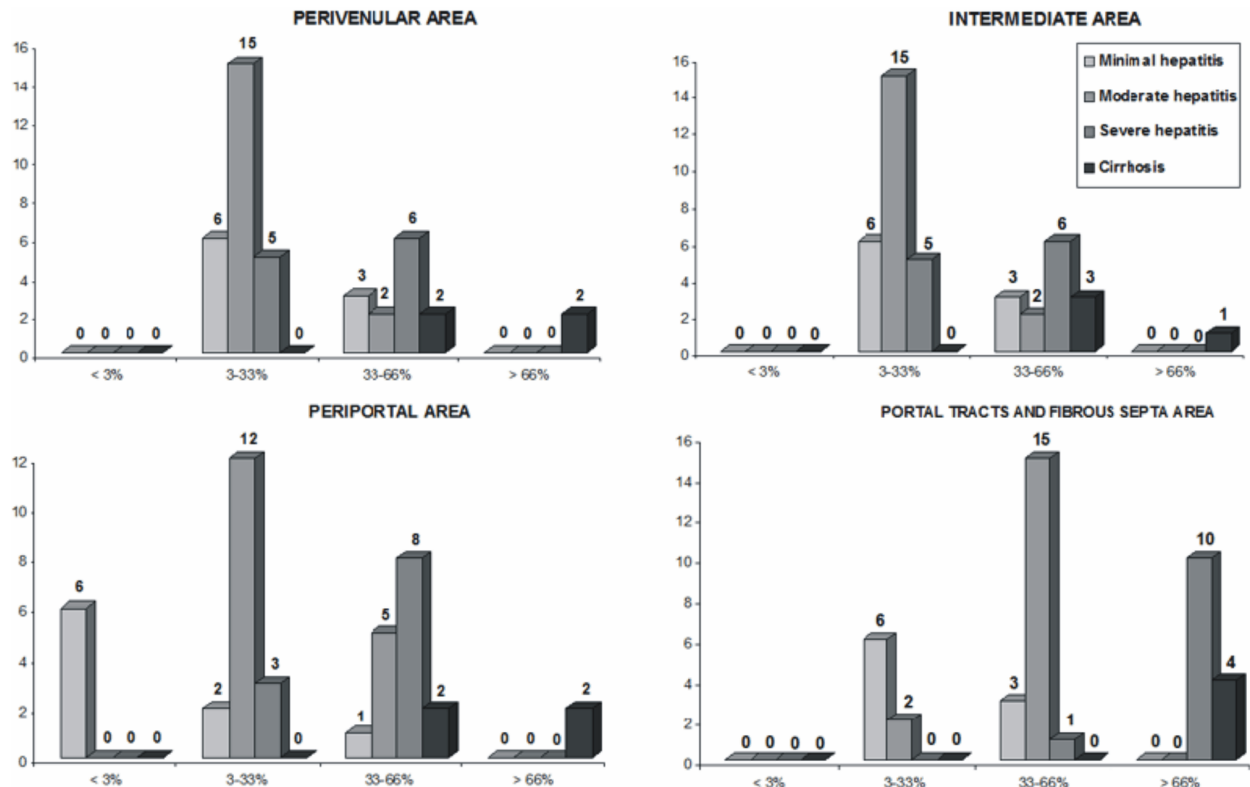 PERIVENULAR AREA
16
14
12
10
8
6
4
2
0
0 0 0 0
6 15 5 0
3 2 6 2
0 0 0 2
< 3% 3-33% 33-66% > 66%
INTERMEDIATE AREA
Minimal hepatitis
Moderate hepatitis
Severe hepatitis
Cirrhosis
16
14
12
10
8
6
4
2
0
0 0 0 0
6 15 5 0
3 2 6 3
0 0 0 1
< 3% 3-33% 33-66% > 66%
PERIPORTAL AREA
12
10
8
6
4
2
0
6 0 0 0
2 12 3 0
1 5 8 2
0 0 0 2
< 3% 3-33% 33-66% > 66%
PORTAL TRACTS AND FIBROUS SEPTA AREA
16
14
12
10
8
6
4
2
0
0 0 0 0
6 2 0 0
3 15 1 0
0 0 10 4
< 3% 3-33% 33-66% > 66%